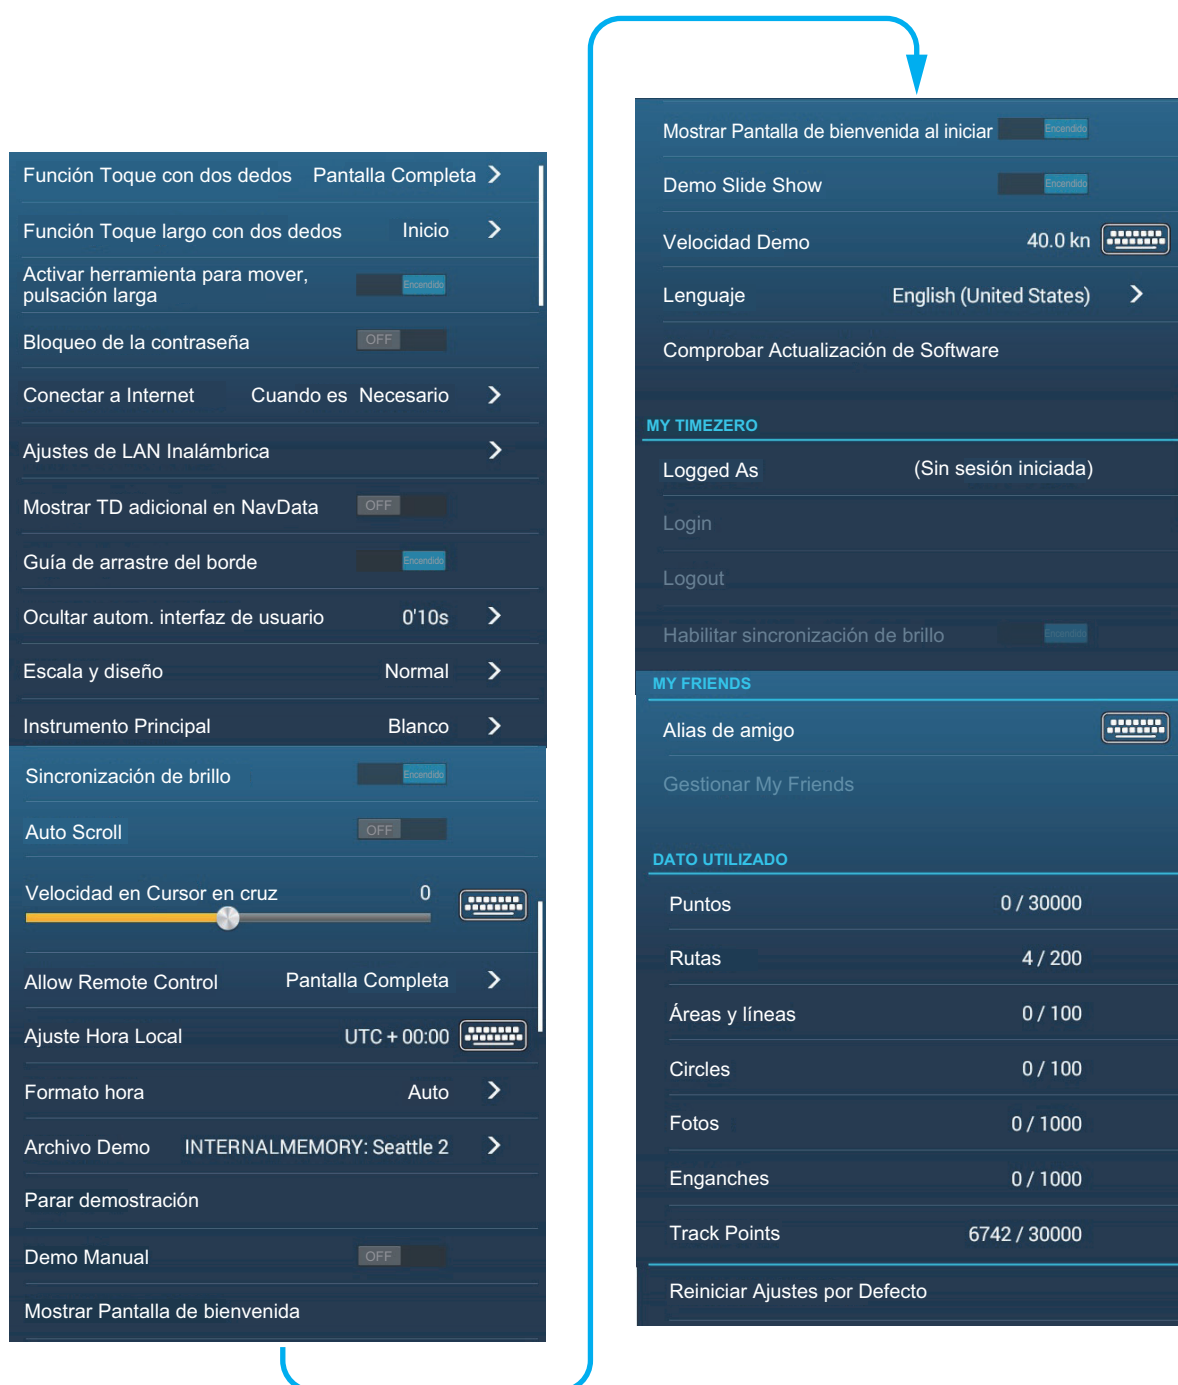 Función Toque con dos dedos Pantalla Completa
Función Toque largo con dos dedos Inicio
Activar herramienta para mover,
pulsación larga Encendido
Bloqueo de la contraseña OFF
Conectar a Internet Cuando es Necesario
Ajustes de LAN Inalámbrica
Mostrar TD adicional en NavData OFF
Guía de arrastre del borde Encendido
Ocultar autom. interfaz de usuario 0'10s
Escala y diseño Normal
Instrumento Principal Blanco
Sincronización de brillo Encendido
Auto Scroll OFF
Velocidad en Cursor en cruz 0
Allow Remote Control Pantalla Completa
Ajuste Hora Local UTC + 00:00
Formato hora Auto
Archivo Demo INTERNALMEMORY: Seattle 2
Parar demostración
Demo Manual OFF
Mostrar Pantalla de bienvenida
Mostrar Pantalla de bienvenida al iniciar Encendido
Demo Slide Show Encendido
Velocidad Demo 40.0 kn
Lenguaje English (United States)
Comprobar Actualización de Software
MY TIMEZERO
Logged As (Sin sesión iniciada)
Login
Logout
Habilitar sincronización de brillo Encendido
MY FRIENDS
Alias de amigo
Gestionar My Friends
DATO UTILIZADO
Puntos 0 / 30000
Rutas 4 / 200
Áreas y líneas 0 / 100
Circles 0 / 100
Fotos 0 / 1000
Enganches 0 / 1000
Track Points 6742 / 30000
Reiniciar Ajustes por Defecto